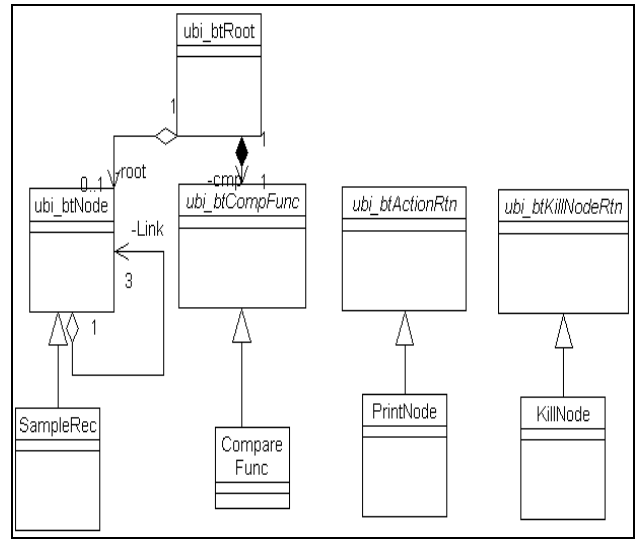 ubi_btRoot
1
1
-root
0..1
-cmp
1
ubi_btNode
ubi_btCompFunc
ubi_btActionRtn
ubi_btKillNodeRtn
-Link
3
1
SampleRec
Compare
Func
PrintNode
KillNode